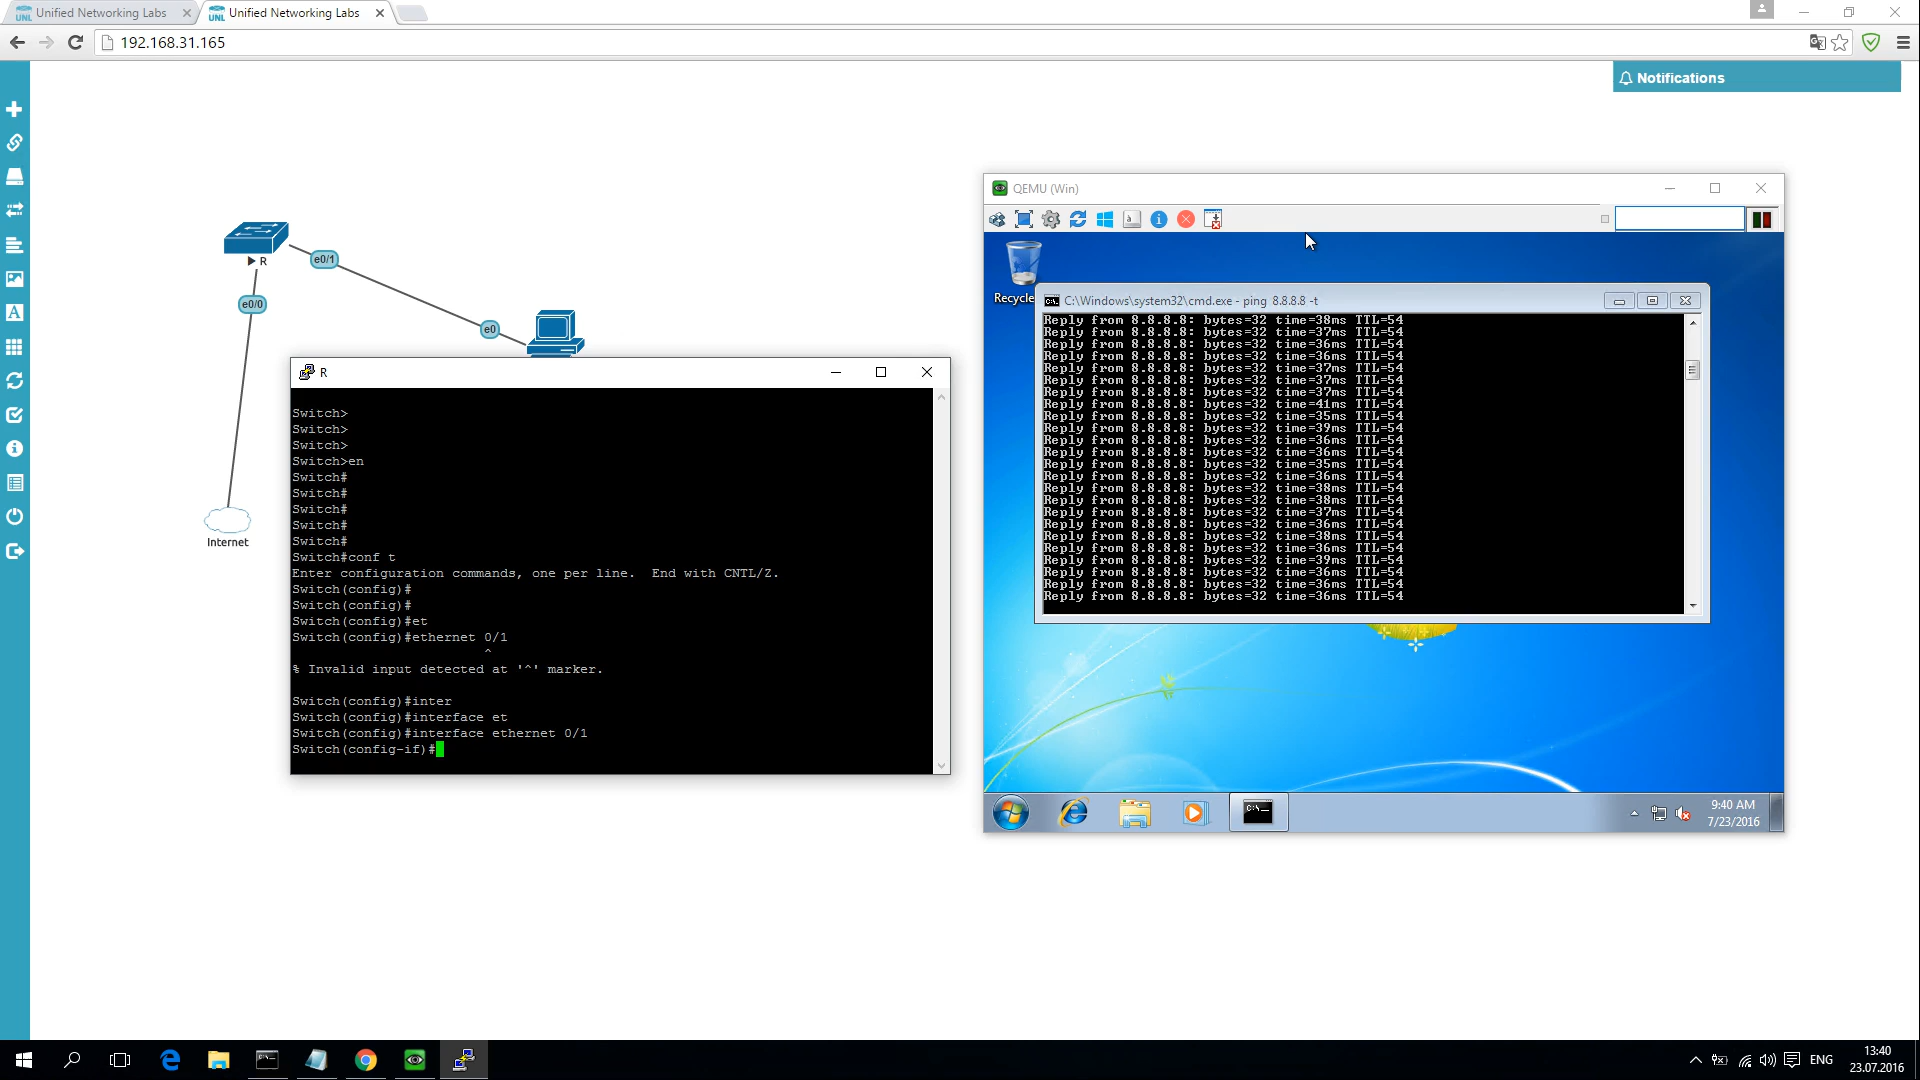 Unified Networking Labs
Unified Networking Labs
192.168.31.165
Notifications
R
e0/1
e0/0
e0
Internet
R
Switch>
Switch>
Switch>
Switch>en
Switch#
Switch#
Switch#
Switch#
Switch#
Switch#conf t
Enter configuration commands, one per line.  End with CNTL/Z.
Switch(config)#
Switch(config)#
Switch(config)#et
Switch(config)#ethernet 0/1
^
% Invalid input detected at '^' marker.
Switch(config)#inter
Switch(config)#interface et
Switch(config)#interface ethernet 0/1
Switch(config-if)#
QEMU (Win)
Recycle
C:\Windows\system32\cmd.exe - ping 8.8.8.8 -t
Reply from 8.8.8.8: bytes=32 time=38ms TTL=54
Reply from 8.8.8.8: bytes=32 time=37ms TTL=54
Reply from 8.8.8.8: bytes=32 time=36ms TTL=54
Reply from 8.8.8.8: bytes=32 time=36ms TTL=54
Reply from 8.8.8.8: bytes=32 time=37ms TTL=54
Reply from 8.8.8.8: bytes=32 time=37ms TTL=54
Reply from 8.8.8.8: bytes=32 time=37ms TTL=54
Reply from 8.8.8.8: bytes=32 time=41ms TTL=54
Reply from 8.8.8.8: bytes=32 time=35ms TTL=54
Reply from 8.8.8.8: bytes=32 time=39ms TTL=54
Reply from 8.8.8.8: bytes=32 time=36ms TTL=54
Reply from 8.8.8.8: bytes=32 time=36ms TTL=54
Reply from 8.8.8.8: bytes=32 time=35ms TTL=54
Reply from 8.8.8.8: bytes=32 time=36ms TTL=54
Reply from 8.8.8.8: bytes=32 time=38ms TTL=54
Reply from 8.8.8.8: bytes=32 time=38ms TTL=54
Reply from 8.8.8.8: bytes=32 time=37ms TTL=54
Reply from 8.8.8.8: bytes=32 time=36ms TTL=54
Reply from 8.8.8.8: bytes=32 time=38ms TTL=54
Reply from 8.8.8.8: bytes=32 time=36ms TTL=54
Reply from 8.8.8.8: bytes=32 time=39ms TTL=54
Reply from 8.8.8.8: bytes=32 time=36ms TTL=54
Reply from 8.8.8.8: bytes=32 time=36ms TTL=54
Reply from 8.8.8.8: bytes=32 time=36ms TTL=54
9:40 AM
7/23/2016
ENG
13:40
23.07.2016